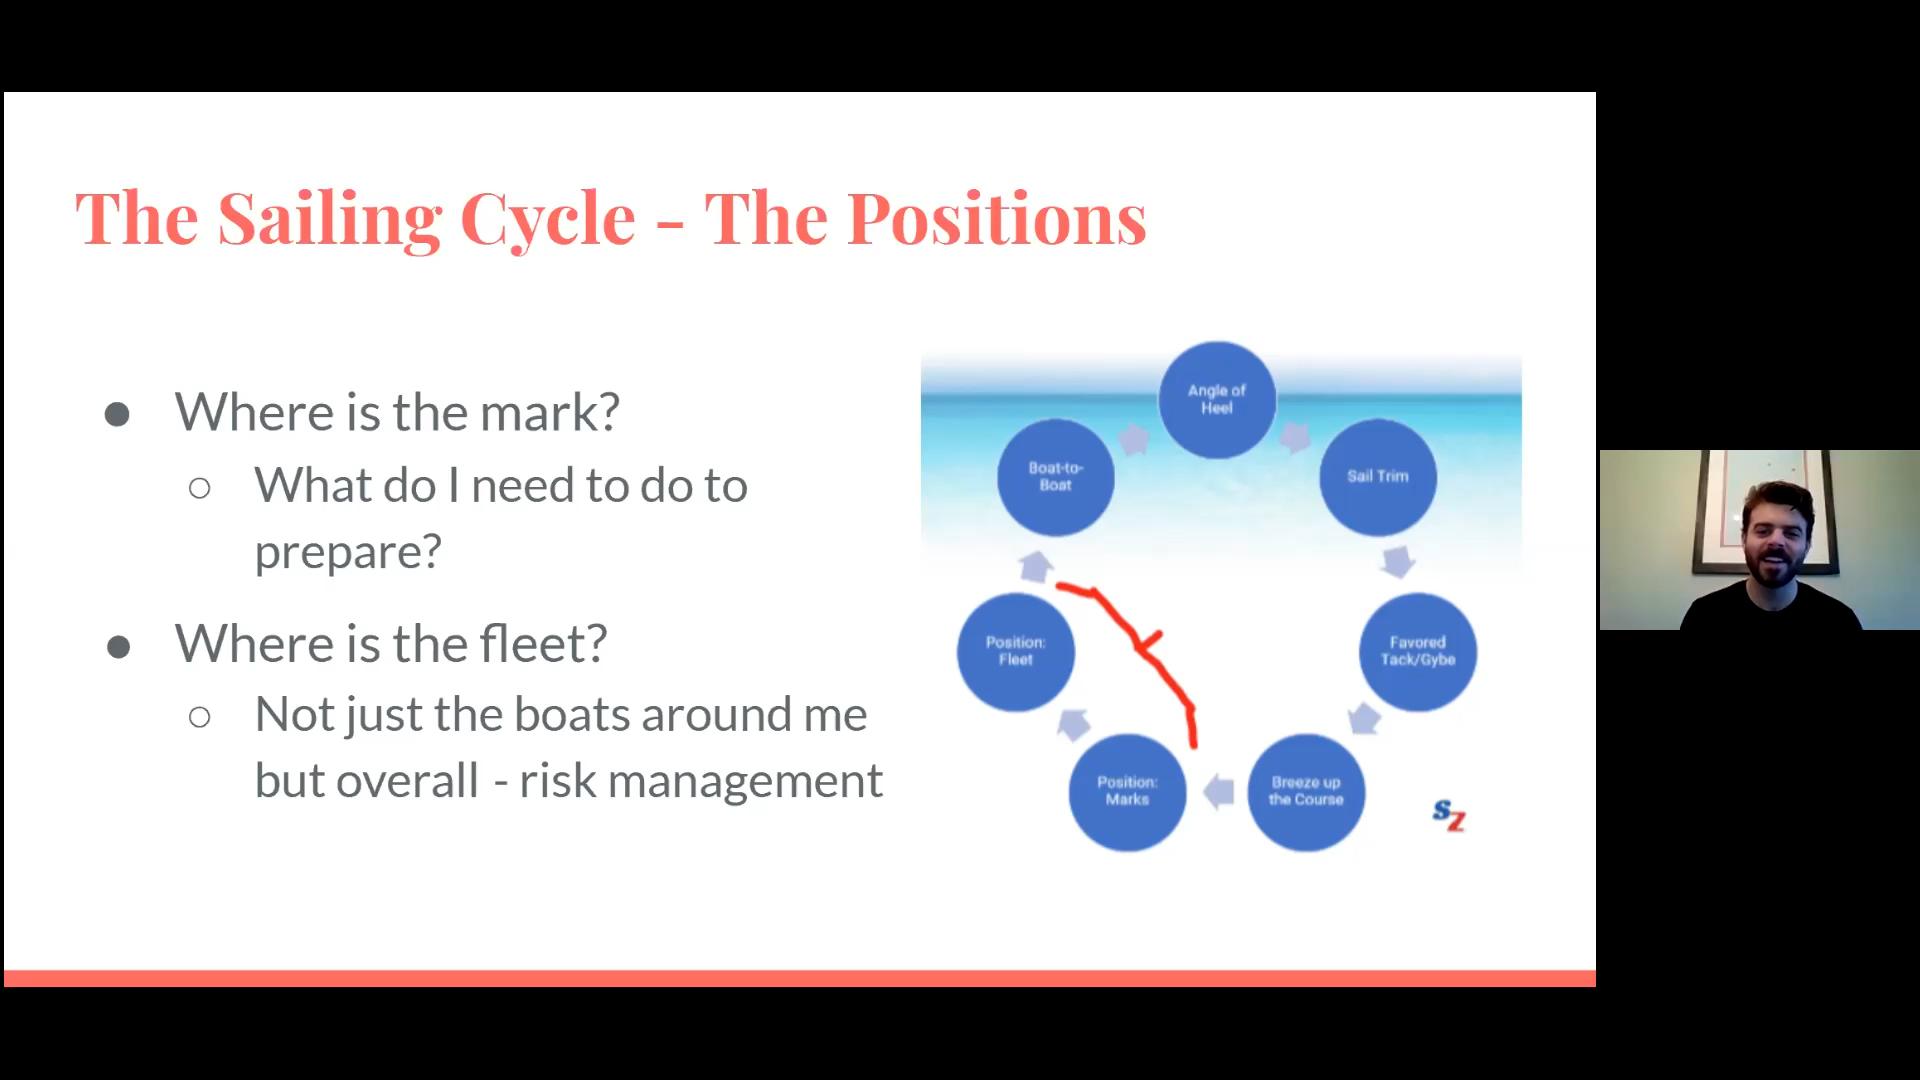 The Sailing Cycle - The Positions
● Where is the mark?
○ What do I need to do to
prepare?
● Where is the fleet?
○ Not just the boats around me
but overall - risk management
Angle of
Heel
Sail Trim
Favored
Tack/Gybe
Breeze up
the Course
Position:
Marks
Position:
Fleet
Boat-to-
Boat
SZ